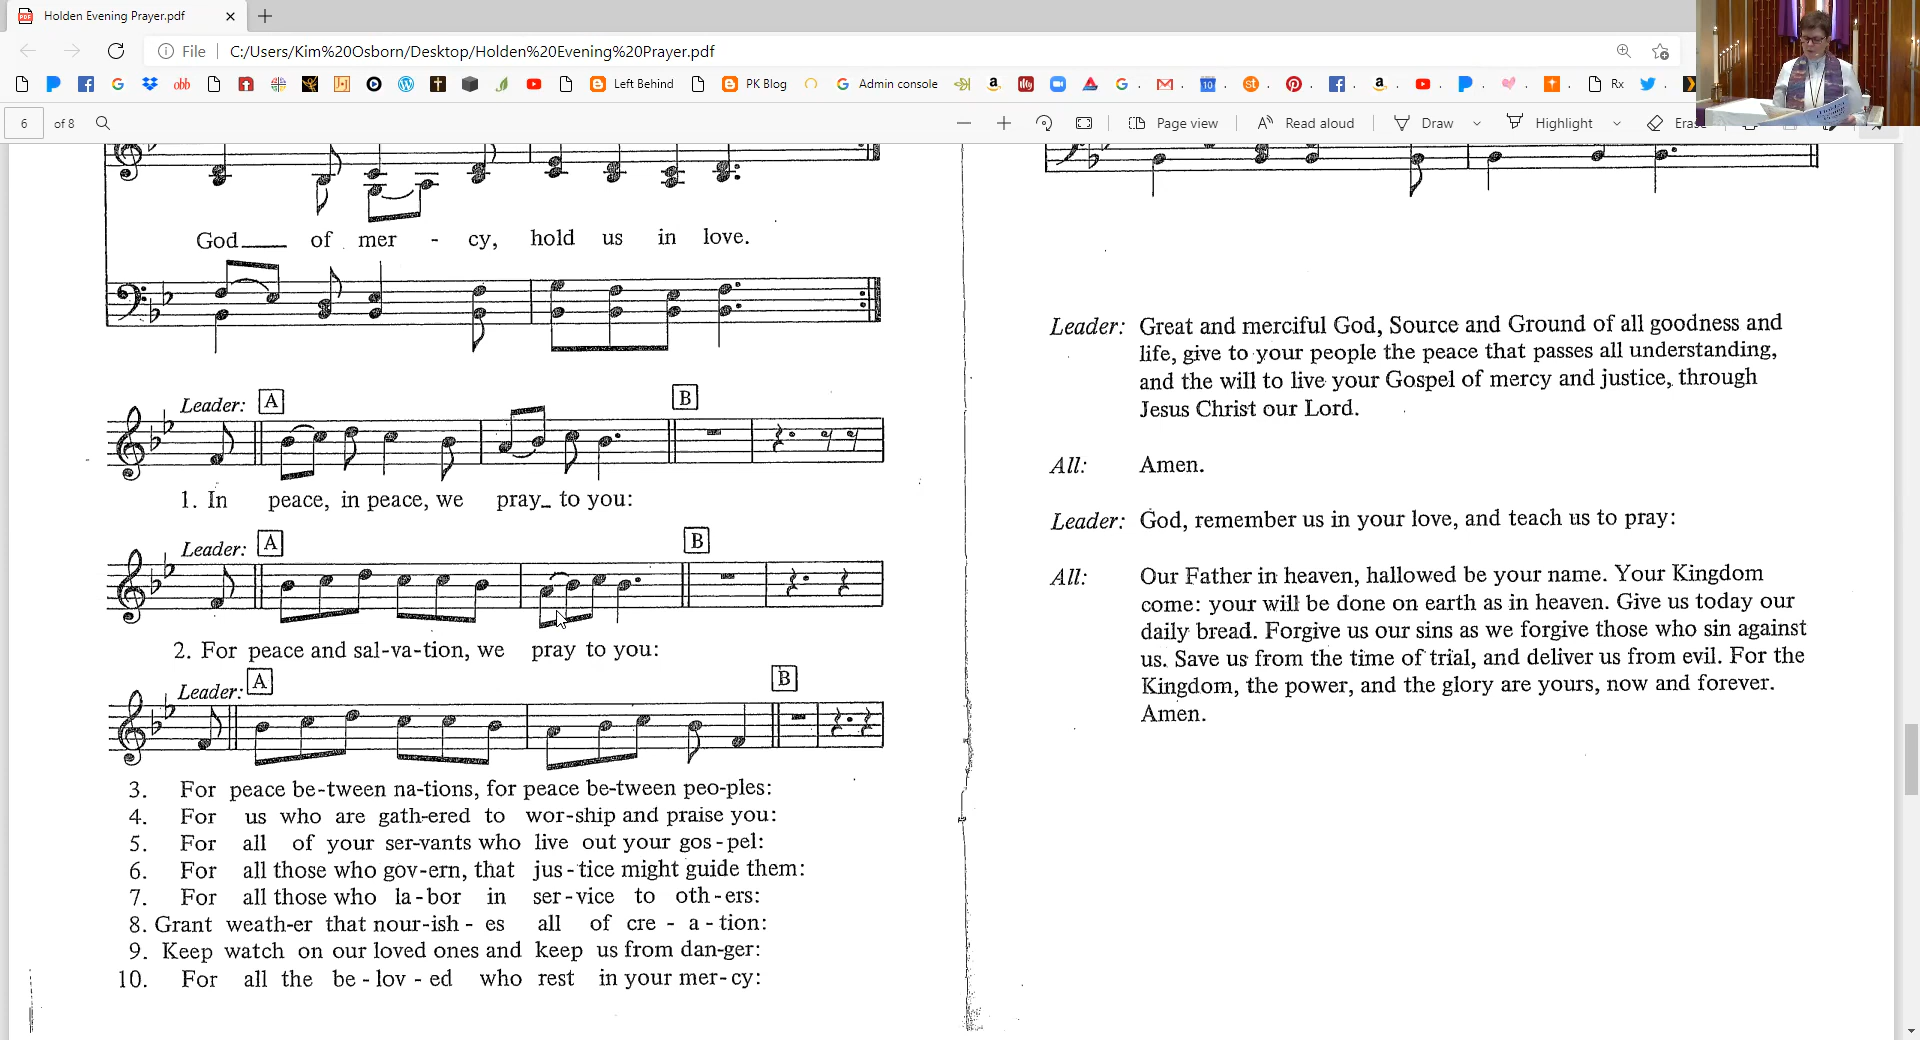 Holden Evening Prayer.pdf
File C:/Users/Kim%20Osborn/Desktop/Holden%20Evening%20Prayer.pdf
obb Left Behind PK Blog Admin console Rx
6 of 8 Page view Read aloud Draw Highlight Eras
God of mer - cy, hold us in love.
Leader: A B
1. In peace, in peace, we pray to you:
Leader: A B
2. For peace and sal-va-tion, we pray to you:
Leader: A B
3. For peace be-tween na-tions, for peace be-tween peo-ples:
4. For us who are gath-ered to wor-ship and praise you:
5. For all of your ser-vants who live out your gos-pel:
6. For all those who gov-ern, that jus-tice might guide them:
7. For all those who la-bor in ser-vice to oth-ers:
8. Grant weath-er that nour-ish-es all of cre-a-tion:
9. Keep watch on our loved ones and keep us from dan-ger:
10. For all the be-lov-ed who rest in your mer-cy:
Leader: Great and merciful God, Source and Ground of all goodness and
life, give to your people the peace that passes all understanding,
and the will to live your Gospel of mercy and justice, through
Jesus Christ our Lord.
All: Amen.
Leader: God, remember us in your love, and teach us to pray:
All: Our Father in heaven, hallowed be your name. Your Kingdom
come: your will be done on earth as in heaven. Give us today our
daily bread. Forgive us our sins as we forgive those who sin against
us. Save us from the time of trial, and deliver us from evil. For the
Kingdom, the power, and the glory are yours, now and forever.
Amen.